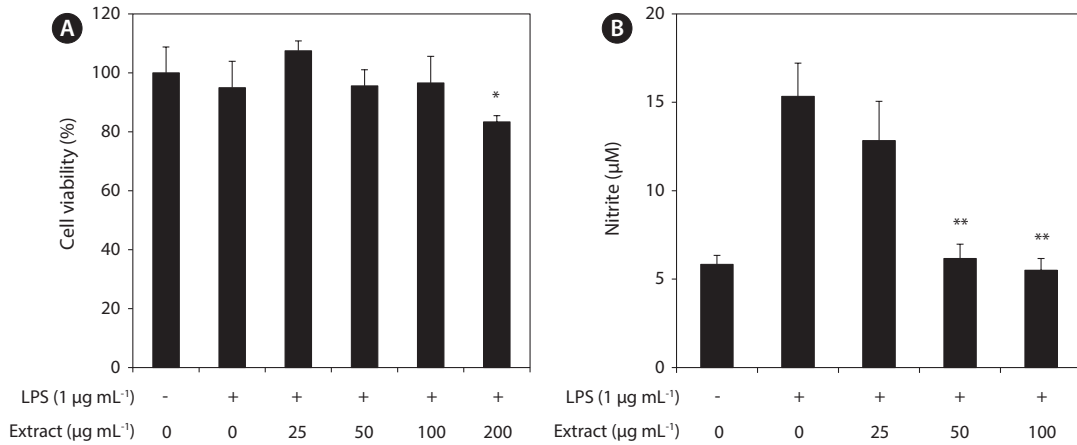 A
120
100
80
60
40
20
0
Cell viability (%)
*
LPS (1 µg mL-1) - + + + + +
Extract (µg mL-1) 0 0 25 50 100 200
B
20
15
10
5
0
Nitrite (µM)
**
**
LPS (1 µg mL-1) - + + + +
Extract (µg mL-1) 0 0 25 50 100